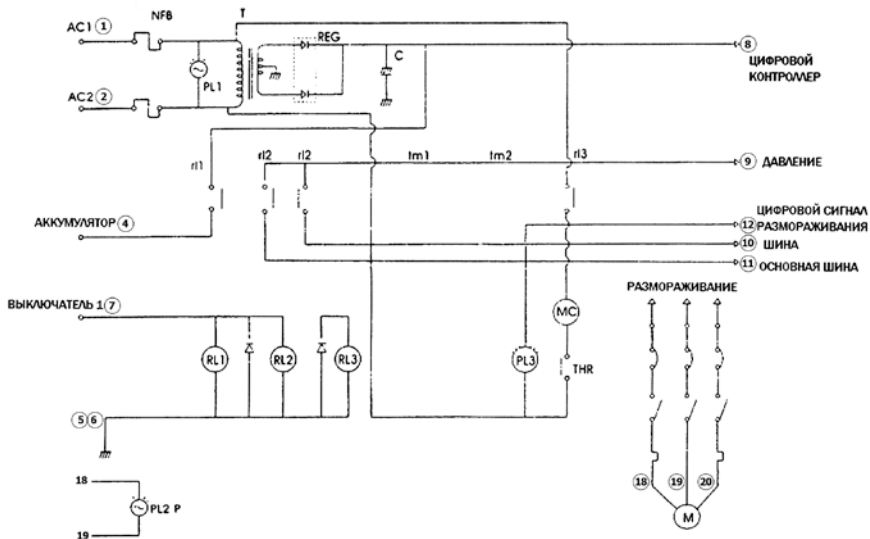 AC1 ① NFB T REG C ⑧
ЦИФРОВОЙ
КОНТРОЛЛЕР
PL1
AC2 ②
rl1 rl2 rl2 tm1 tm2 rl3 ⑨ ДАВЛЕНИЕ
АККУМУЛЯТОР ④
ЦИФРОВОЙ СИГНАЛ
⑫ РАЗМОРАЖИВАНИЯ
⑩ ШИНА
⑪ ОСНОВНАЯ ШИНА
РАЗМОРАЖИВАНИЕ
ВЫКЛЮЧАТЕЛЬ 1 ⑦
MC
RL1 RL2 RL3 PL3 THR
⑤ ⑥
18
PL2 P
19
⑱ ⑲ ⑳
M